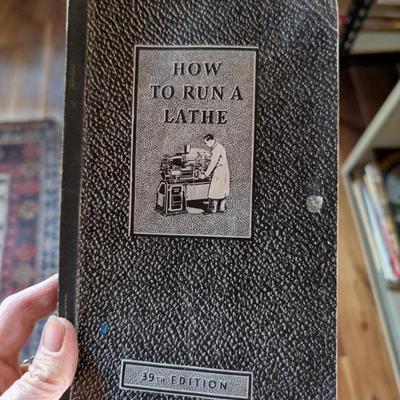 HOW
TO RUN A
LATHE
39TH EDITION